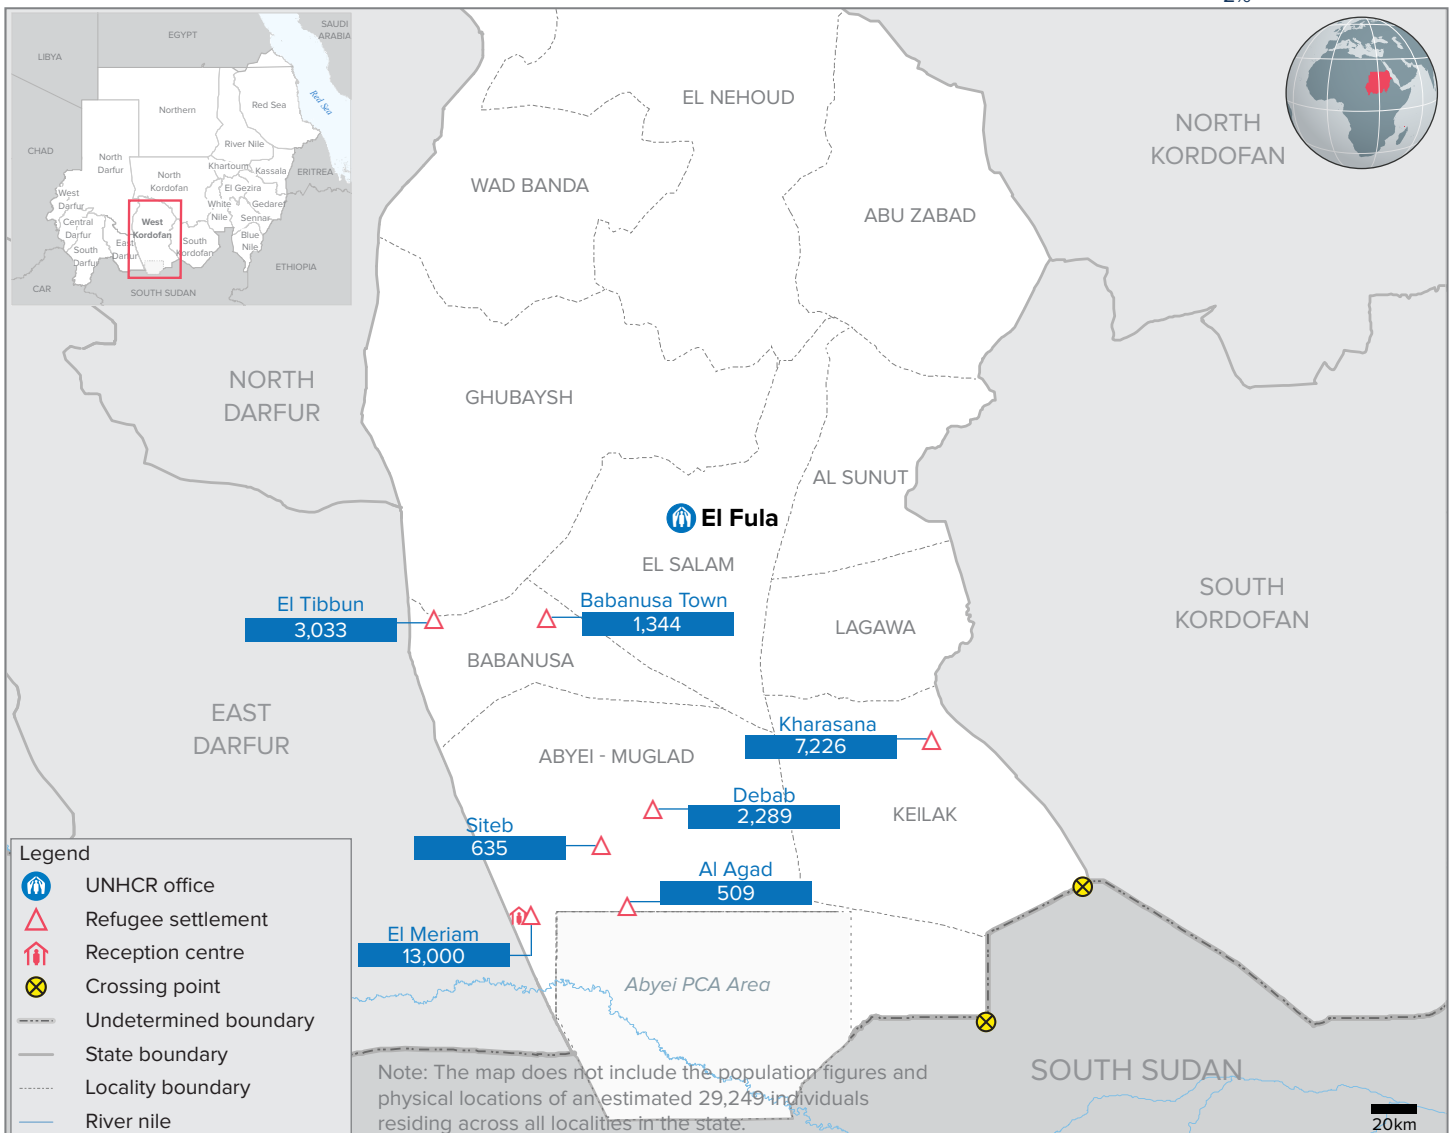 2%
SAUDI
ARABIA
EGYPT
LIBYA
Red Sea
Northern
Red Sea
River Nile
CHAD
North
Darfur
Khartoum
Kassala
ERITREA
North
Kordofan
El Gezira
West
Darfur
White
Nile
Gedaref
Central
Darfur
West
Kordofan
Sennar
South
Darfur
East
Darfur
South
Kordofan
Blue
Nile
ETHIOPIA
CAR
SOUTH SUDAN
EL NEHOUD
NORTH
KORDOFAN
WAD BANDA
ABU ZABAD
NORTH
DARFUR
GHUBAYSH
AL SUNUT
El Fula
EL SALAM
SOUTH
KORDOFAN
El Tibbun
3,033
Babanusa Town
1,344
LAGAWA
BABANUSA
EAST
DARFUR
Kharasana
7,226
ABYEI - MUGLAD
Debab
2,289
KEILAK
Siteb
635
Al Agad
509
El Meriam
13,000
Abyei PCA Area
SOUTH SUDAN
Legend
UNHCR office
Refugee settlement
Reception centre
Crossing point
Undetermined boundary
State boundary
Locality boundary
River nile
Note: The map does not include the population figures and
physical locations of an estimated 29,249 individuals
residing across all localities in the state.
20km